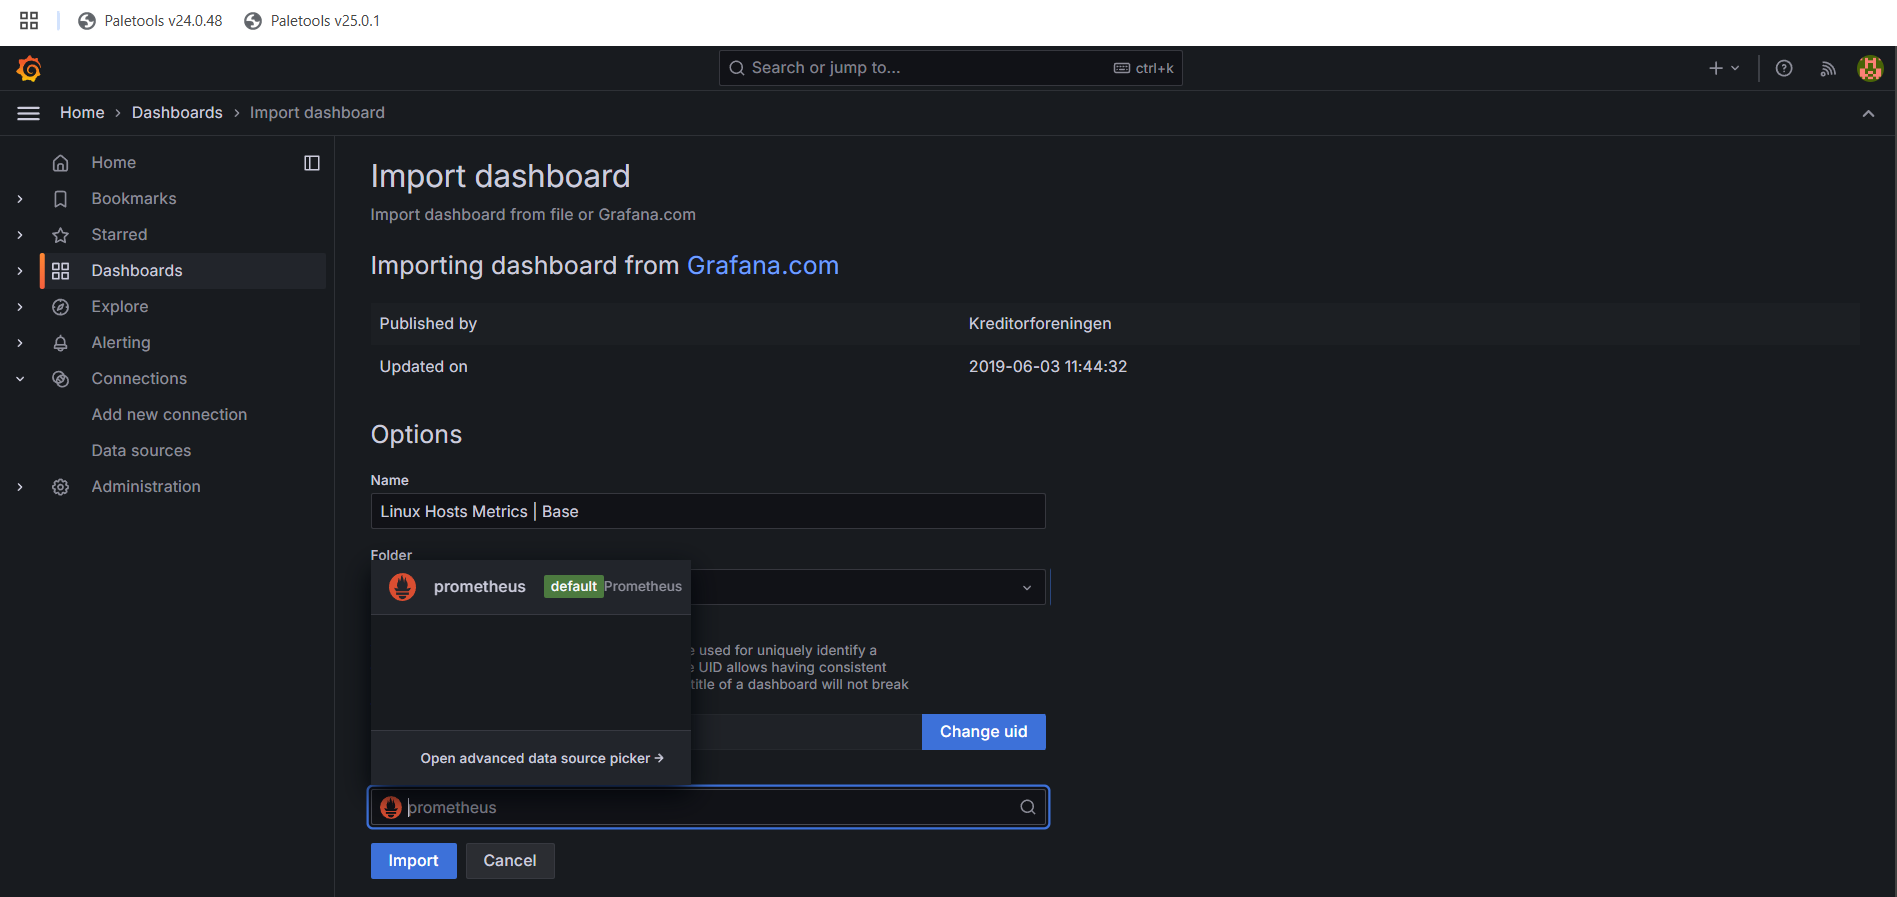 Paletools v24.0.48 Paletools v25.0.1
Search or jump to... ctrl+k
Home › Dashboards › Import dashboard
Home
Bookmarks
Starred
Dashboards
Explore
Alerting
Connections
Add new connection
Data sources
Administration
Import dashboard
Import dashboard from file or Grafana.com
Importing dashboard from Grafana.com
Published by Kreditorforeningen
Updated on 2019-06-03 11:44:32
Options
Name
Linux Hosts Metrics | Base
Folder
prometheus default Prometheus
used for uniquely identify a
UID allows having consistent
title of a dashboard will not break
Change uid
Open advanced data source picker →
prometheus
Import Cancel